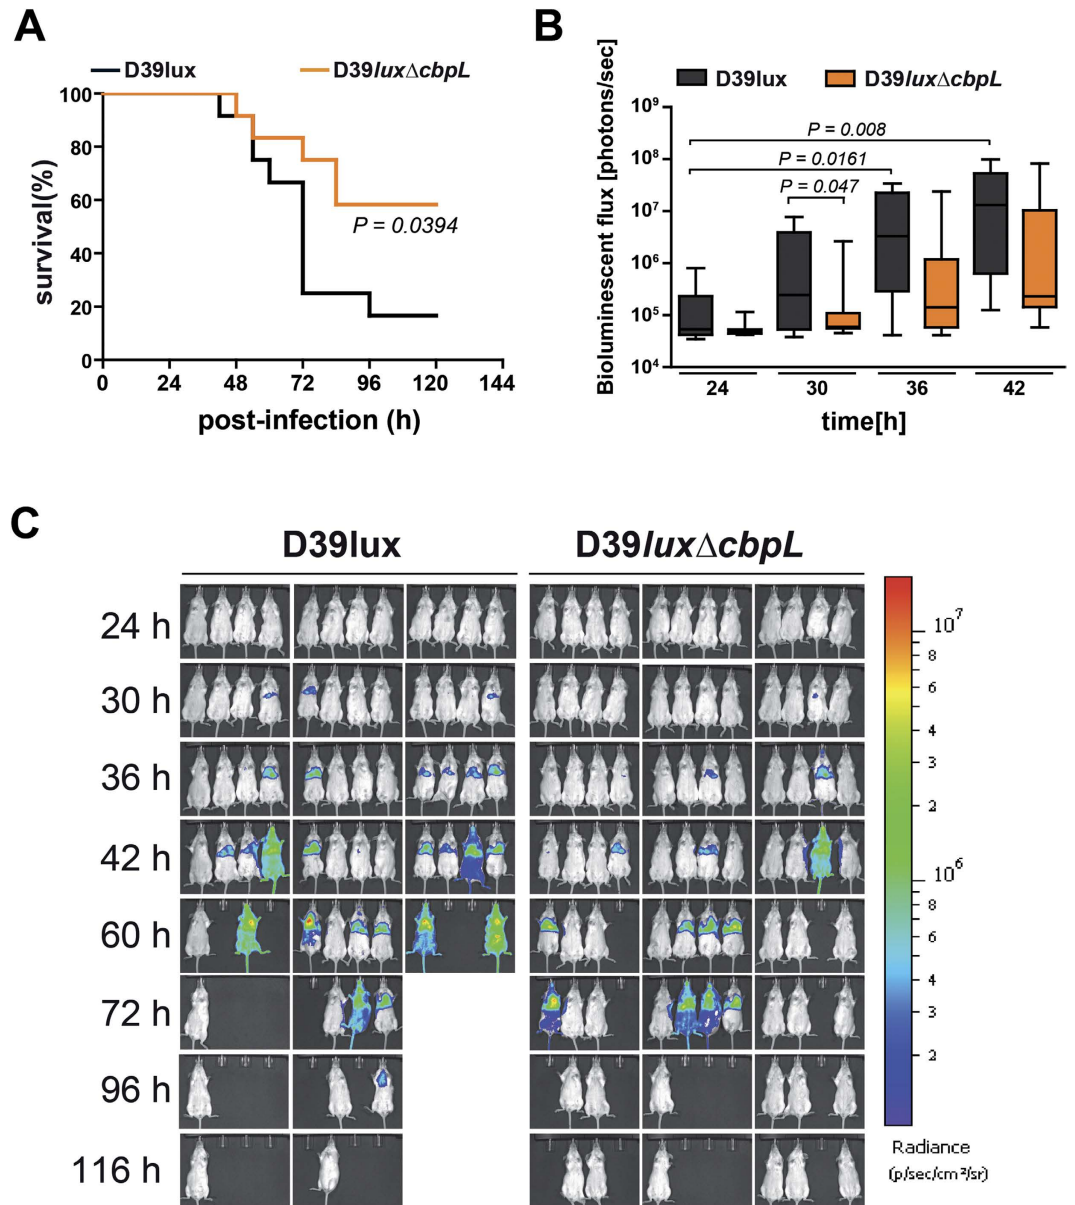 A
D39lux
D39luxΔcbpL
100
80
60
40
20
0
survival(%)
P = 0.0394
0 24 48 72 96 120 144
post-infection (h)
B
D39lux
D39luxΔcbpL
Bioluminescent flux [photons/sec]
10⁹
10⁸
10⁷
10⁶
10⁵
10⁴
P = 0.008
P = 0.0161
P = 0.047
24 30 36 42
time[h]
C
D39lux
D39luxΔcbpL
24 h
30 h
36 h
42 h
60 h
72 h
96 h
116 h
10⁷
8
6
4
3
2
10⁶
8
6
4
3
2
Radiance
(p/sec/cm²/sr)